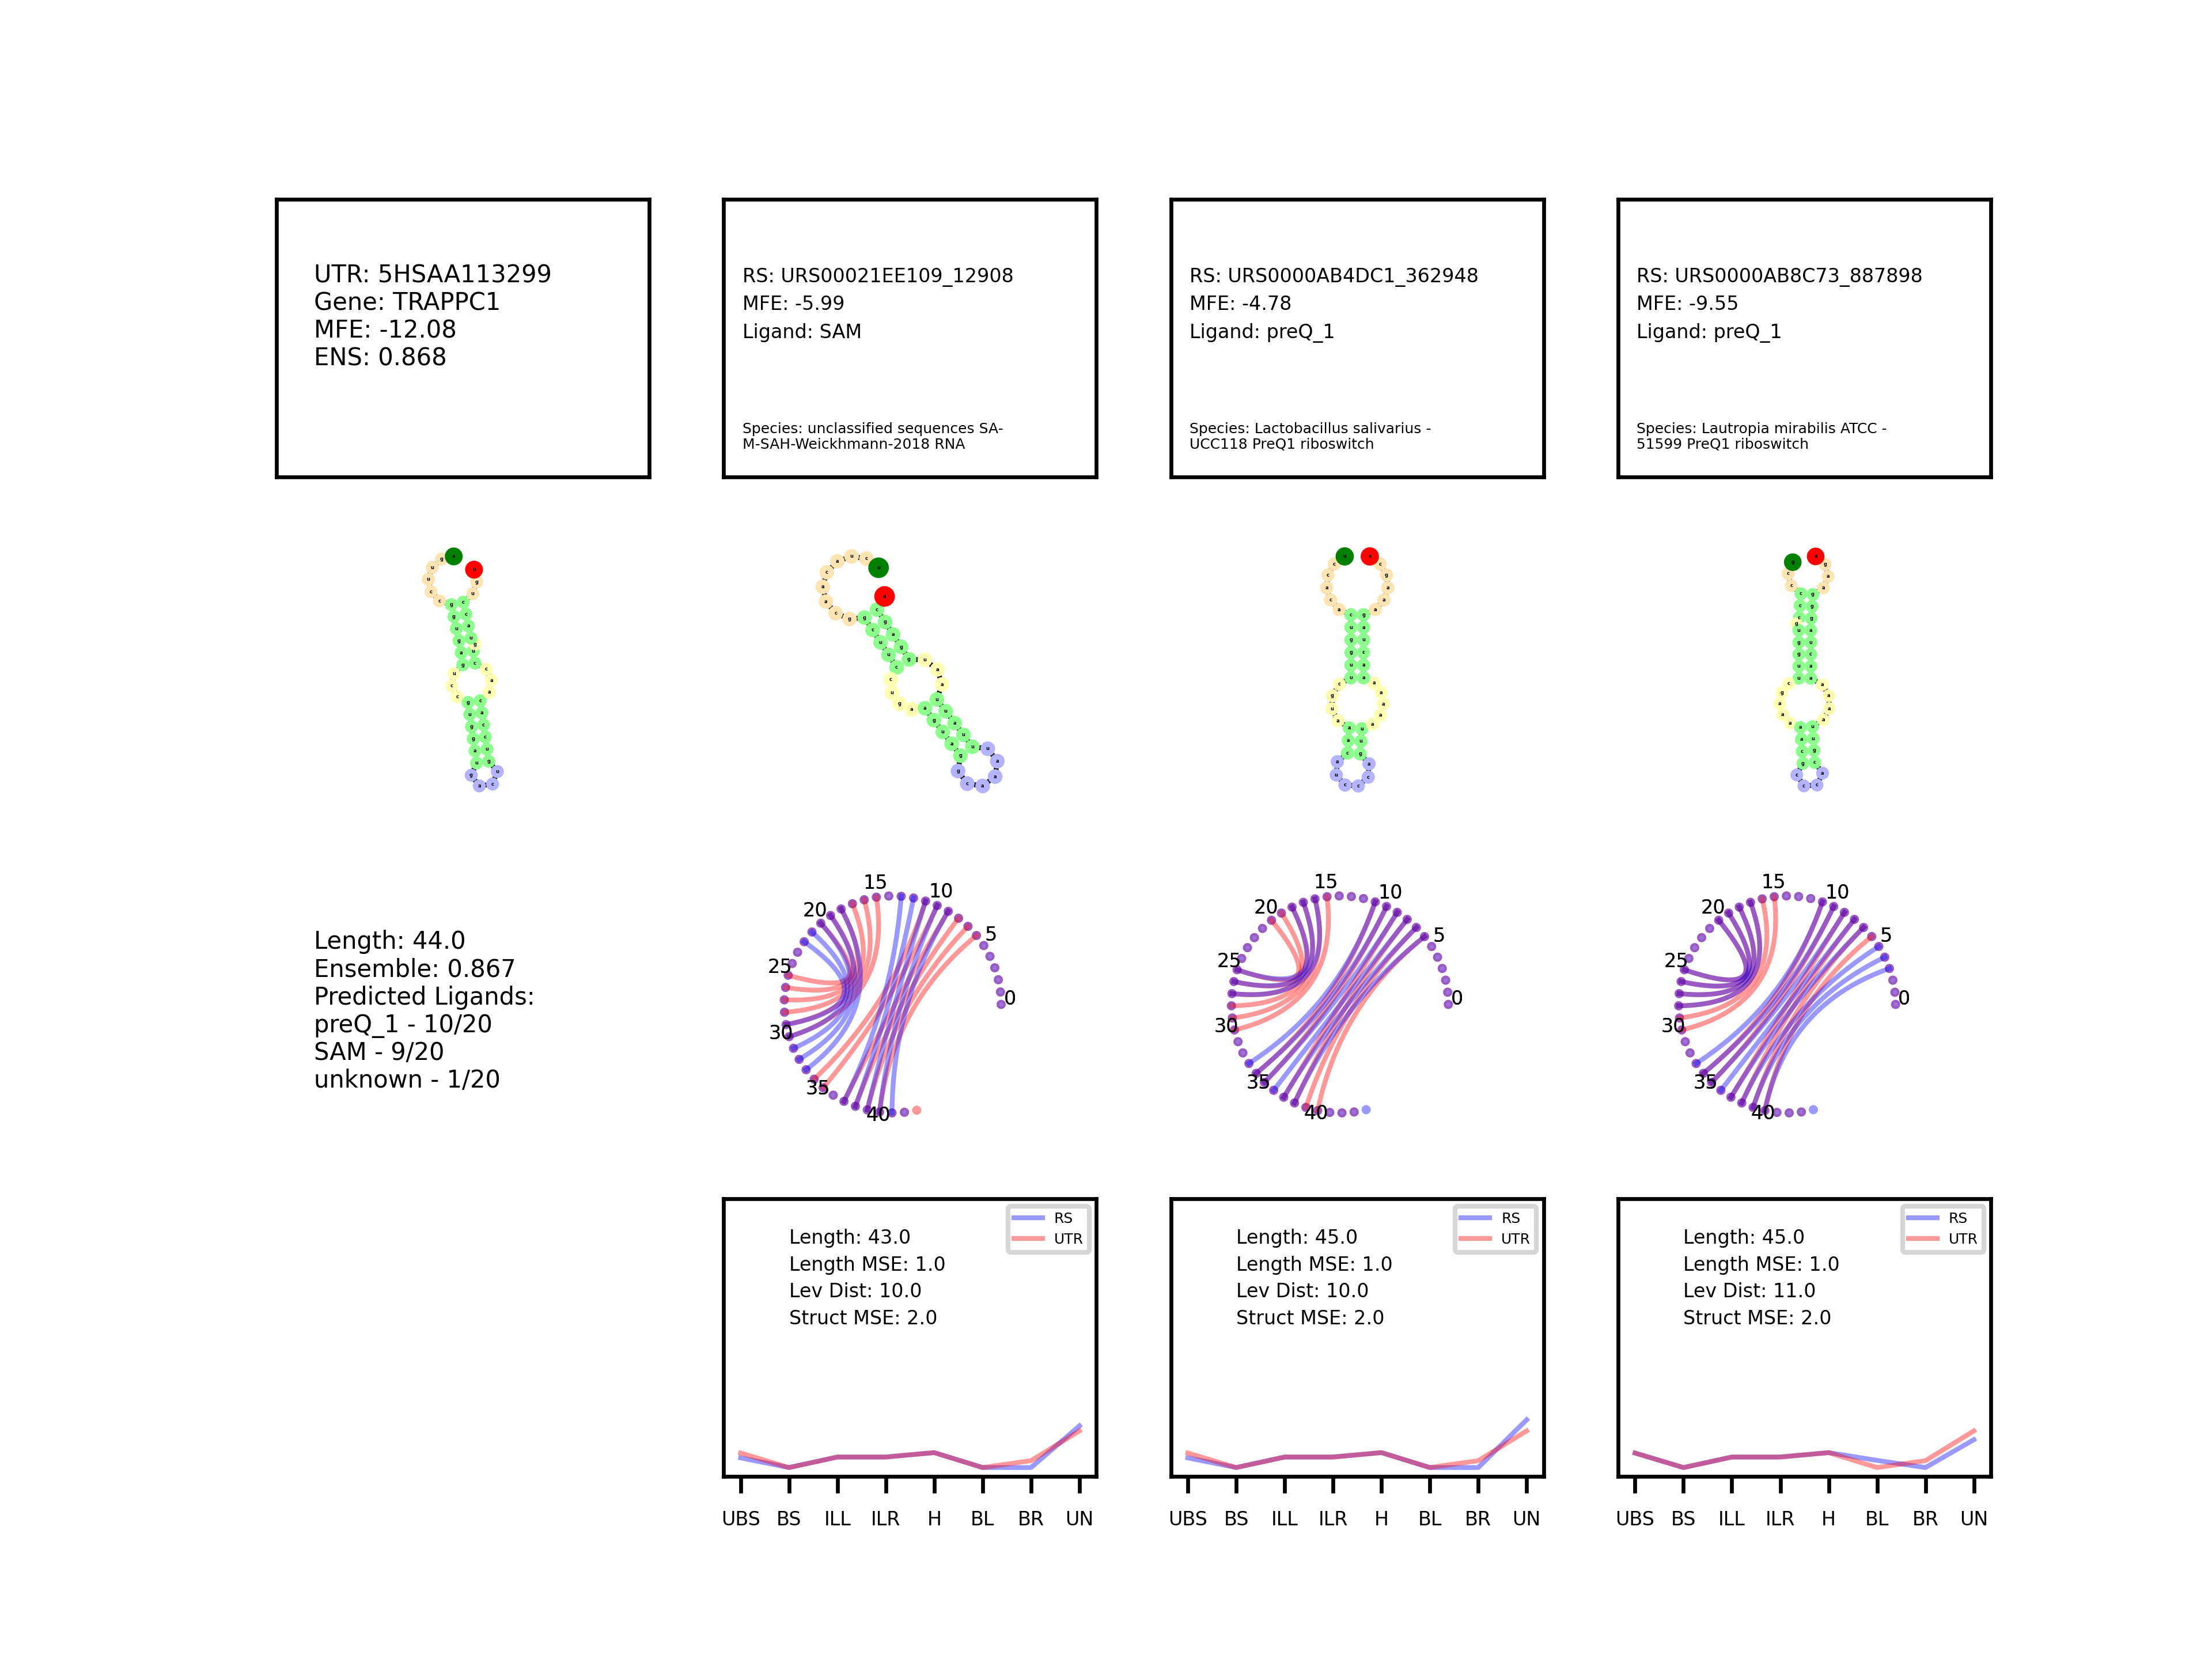 UTR: 5HSAA113299
Gene: TRAPPC1
MFE: -12.08
ENS: 0.868
RS: URS00021EE109_12908
MFE: -5.99
Ligand: SAM
Species: unclassified sequences SA-
M-SAH-Weickhmann-2018 RNA
RS: URS0000AB4DC1_362948
MFE: -4.78
Ligand: preQ_1
Species: Lactobacillus salivarius -
UCC118 PreQ1 riboswitch
RS: URS0000AB8C73_887898
MFE: -9.55
Ligand: preQ_1
Species: Lautropia mirabilis ATCC -
51599 PreQ1 riboswitch
Length: 44.0
Ensemble: 0.867
Predicted Ligands:
preQ_1 - 10/20
SAM - 9/20
unknown - 1/20
0
5
10
15
20
25
30
35
40
0
5
10
15
20
25
30
35
40
0
5
10
15
20
25
30
35
40
Length: 43.0
Length MSE: 1.0
Lev Dist: 10.0
Struct MSE: 2.0
RS
UTR
UBS BS ILL ILR H BL BR UN
Length: 45.0
Length MSE: 1.0
Lev Dist: 10.0
Struct MSE: 2.0
RS
UTR
UBS BS ILL ILR H BL BR UN
Length: 45.0
Length MSE: 1.0
Lev Dist: 11.0
Struct MSE: 2.0
RS
UTR
UBS BS ILL ILR H BL BR UN